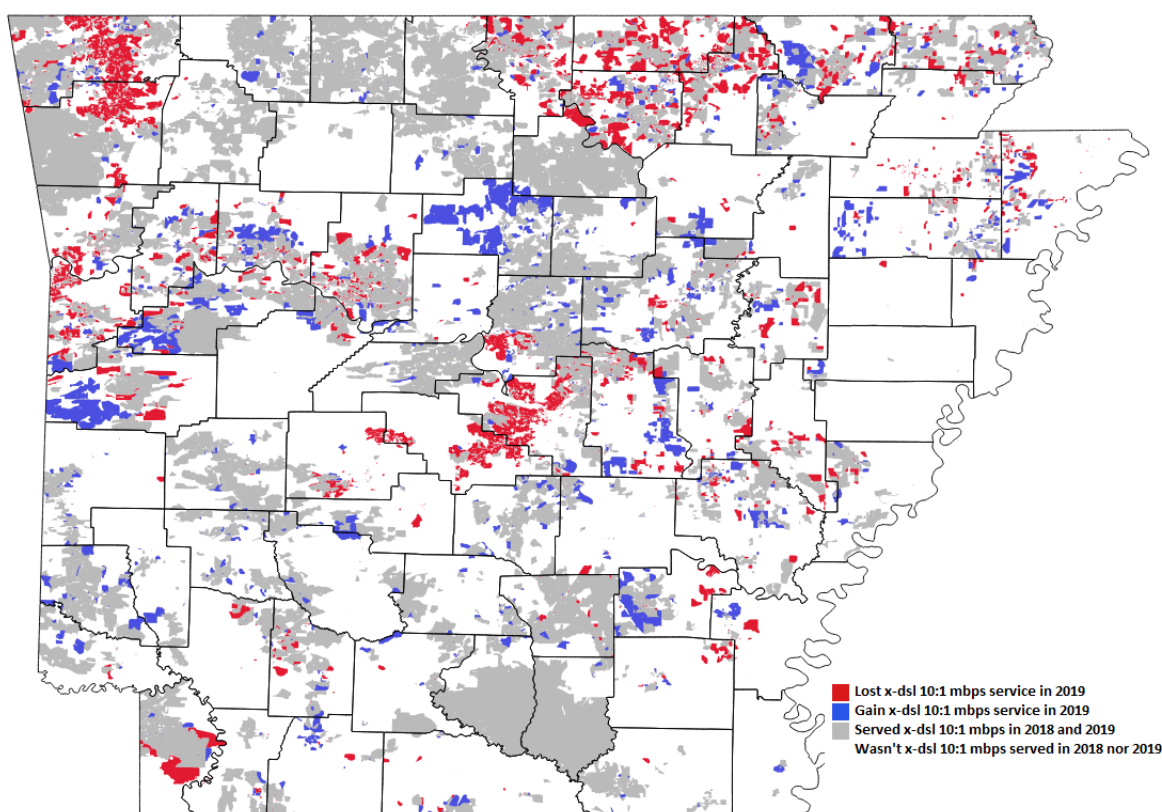 Lost x-dsl 10:1 mbps service in 2019
Gain x-dsl 10:1 mbps service in 2019
Served x-dsl 10:1 mbps in 2018 and 2019
Wasn't x-dsl 10:1 mbps served in 2018 nor 2019